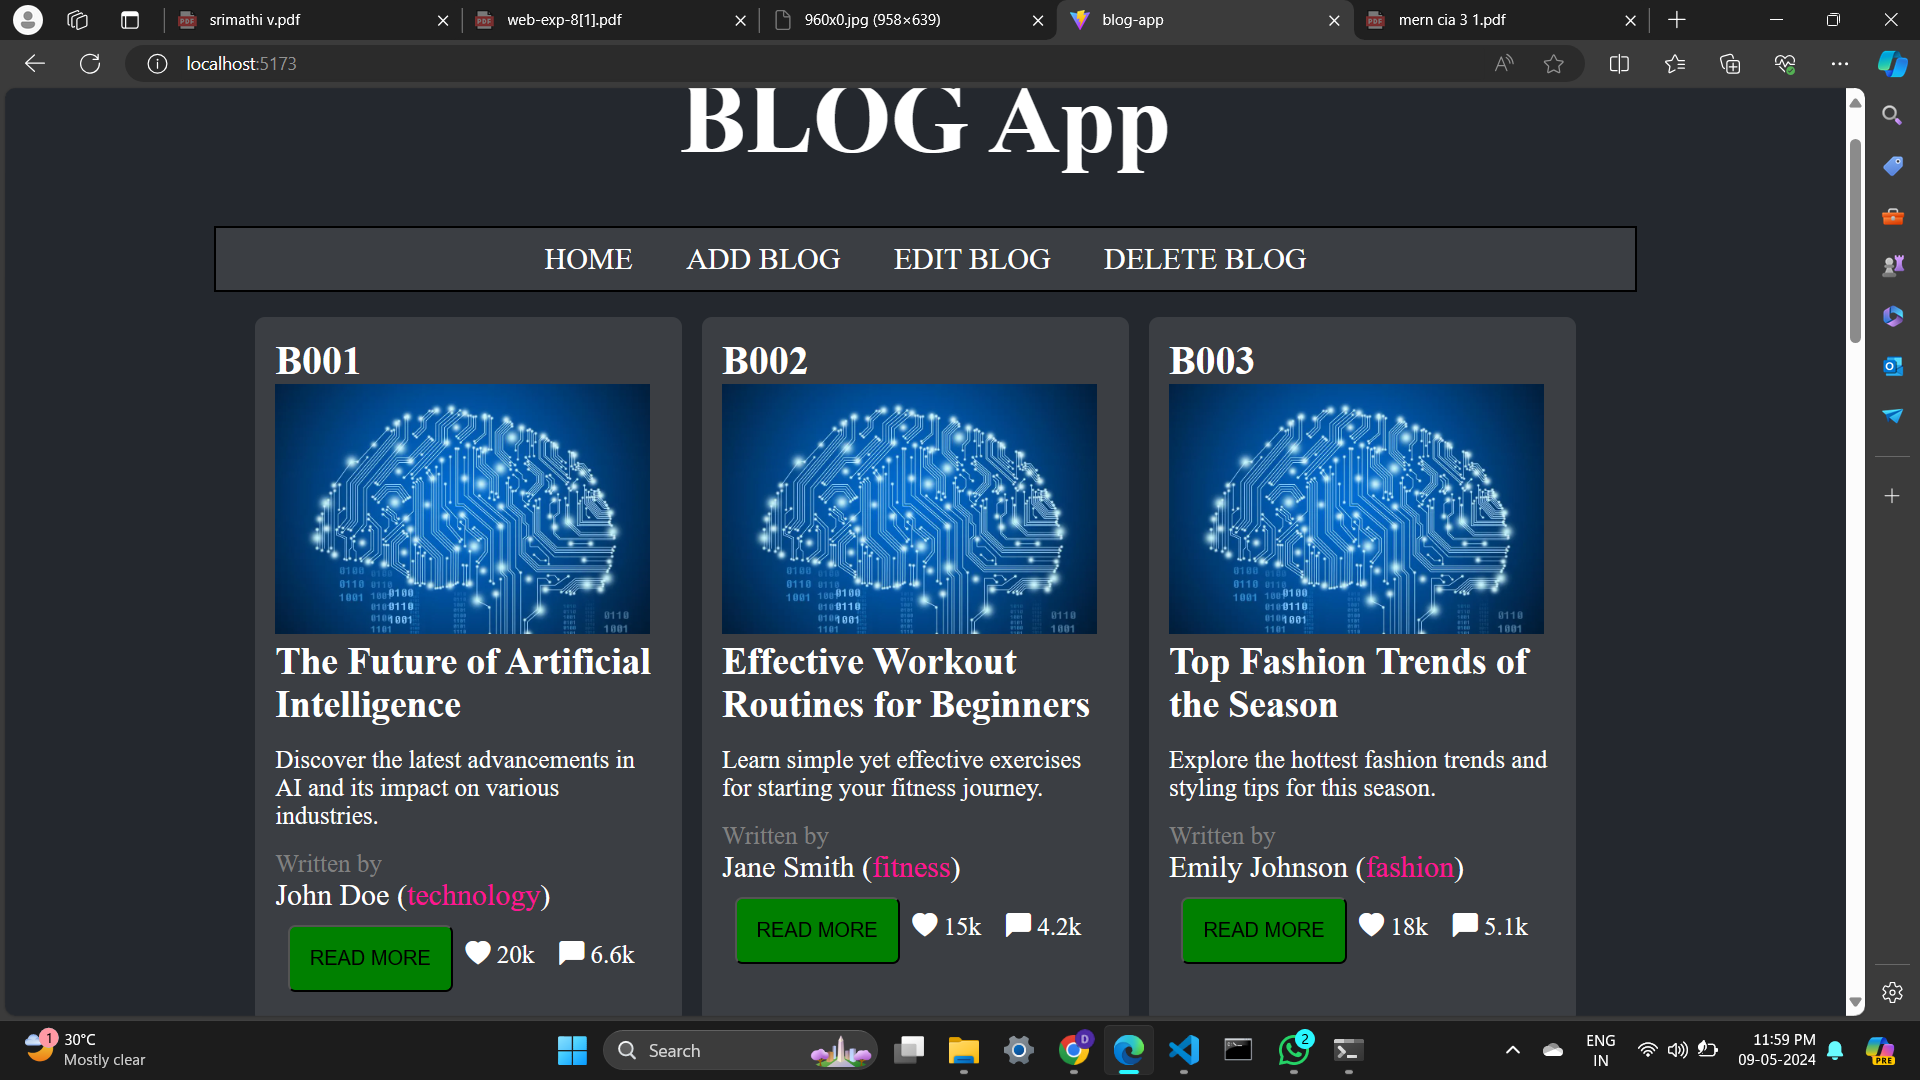 srimathi v.pdf
web-exp-8[1].pdf
960x0.jpg (958×639)
blog-app
mern cia 3 1.pdf
localhost:5173
BLOG App
HOME ADD BLOG EDIT BLOG DELETE BLOG
B001
The Future of Artificial
Intelligence
Discover the latest advancements in
AI and its impact on various
industries.
Written by
John Doe (technology)
READ MORE 20k 6.6k
B002
Effective Workout
Routines for Beginners
Learn simple yet effective exercises
for starting your fitness journey.
Written by
Jane Smith (fitness)
READ MORE 15k 4.2k
B003
Top Fashion Trends of
the Season
Explore the hottest fashion trends and
styling tips for this season.
Written by
Emily Johnson (fashion)
READ MORE 18k 5.1k
1
30°C
Mostly clear
Search
D
2
PRE
ENG
IN
11:59 PM
09-05-2024